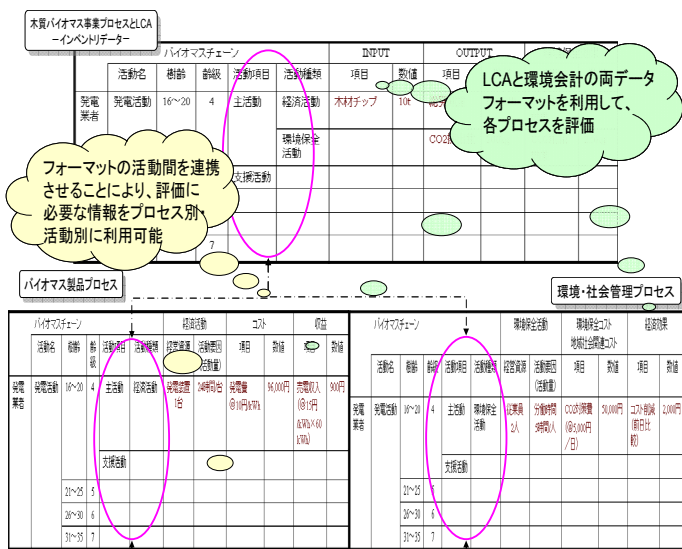 木質バイオマス事業プロセスとLCA
－インベントリデーター
バイオマスチェーン INPUT OUTPUT
活動名 樹齢 齢級 活動項目 活動種類 項目 数値 項目
発電業者 発電活動 16～20 4 主活動 経済活動 木材チップ 10t
環境保全活動 CO2
支援活動
7
LCAと環境会計の両データ
フォーマットを利用して、
各プロセスを評価
フォーマットの活動間を連携
させることにより、評価に
必要な情報をプロセス別・
活動別に利用可能
バイオマス製品プロセス
環境・社会管理プロセス
バイオマスチェーン 経済活動 コスト 収益
活動名 樹齢 齢級 活動項目 活動種類 経営資源 活動要因(活動量) 項目 数値 項目 数値
発電業者 発電活動 16～20 4 主活動 経済活動 発電装置1台 24時間/台 発電費(@10円/kWh 96,000円 売電収入(@15円/kWh×60kWh) 900円
支援活動
21～25 5
26～30 6
31～35 7
バイオマスチェーン 環境保全活動 環境保全コスト 地域社会関連コスト 経済効果
活動名 樹齢 齢級 活動項目 活動種類 経営資源 活動要因(活動量) 項目 数値 項目 数値
発電業者 発電活動 16～20 4 主活動 環境保全活動 従業員2人 労働時間5時間/人 CO2対策費(@5,000円/日) 50,000円 コスト削減(前日比較) 2,000円
支援活動
21～25
26～30 6
31～35 7